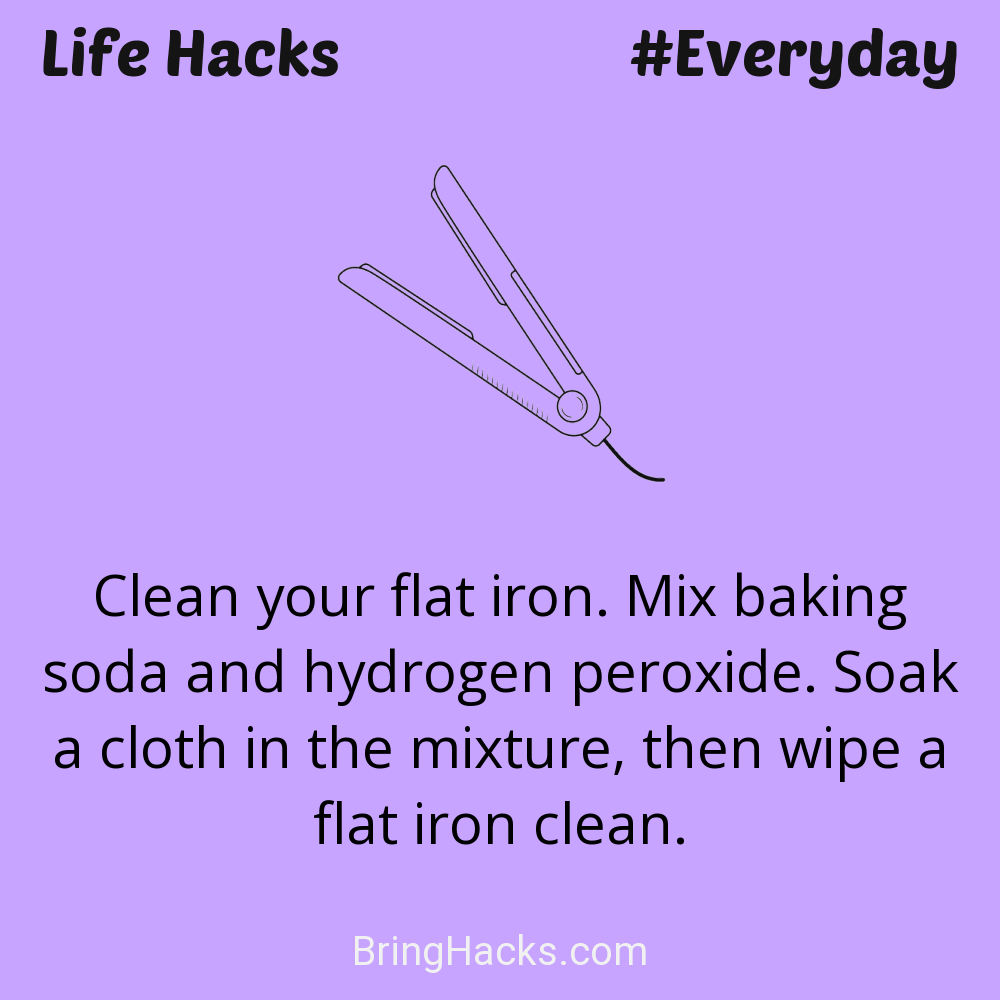 Life Hacks
#Everyday
Clean your flat iron. Mix baking
soda and hydrogen peroxide. Soak
a cloth in the mixture, then wipe a
flat iron clean.
BringHacks.com